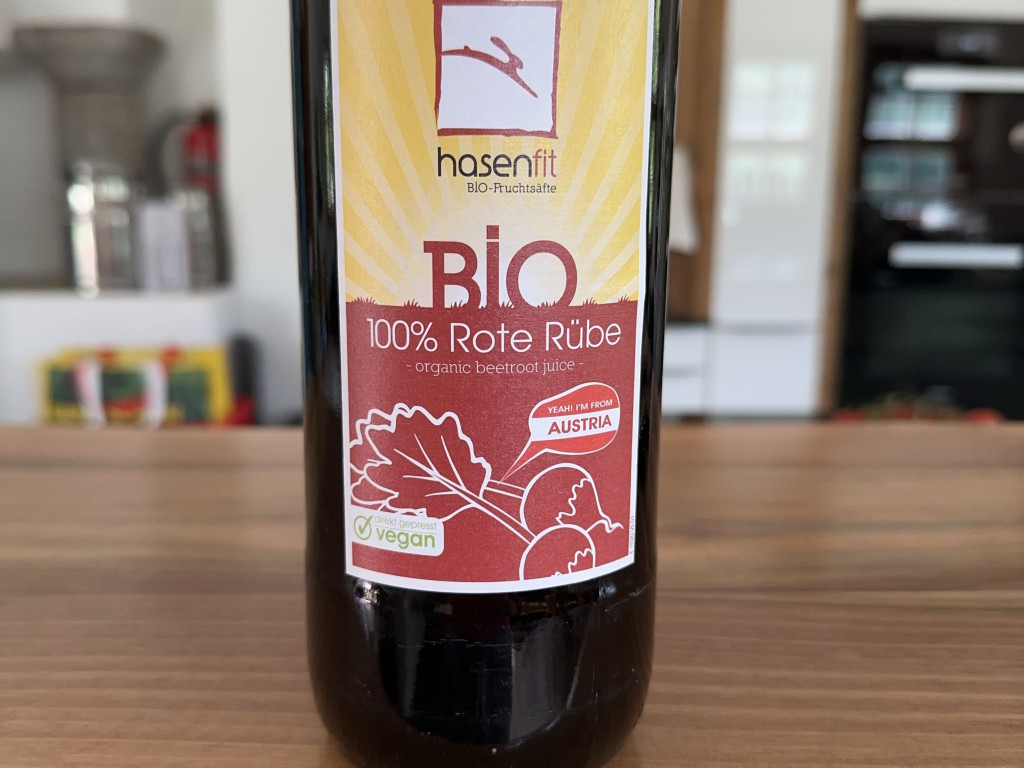 hasenfit
BIO-Fruchtsäfte
BiO
100% Rote Rübe
- organic beetroot juice -
YEAH! I'M FROM
AUSTRIA
direkt gepresst
vegan